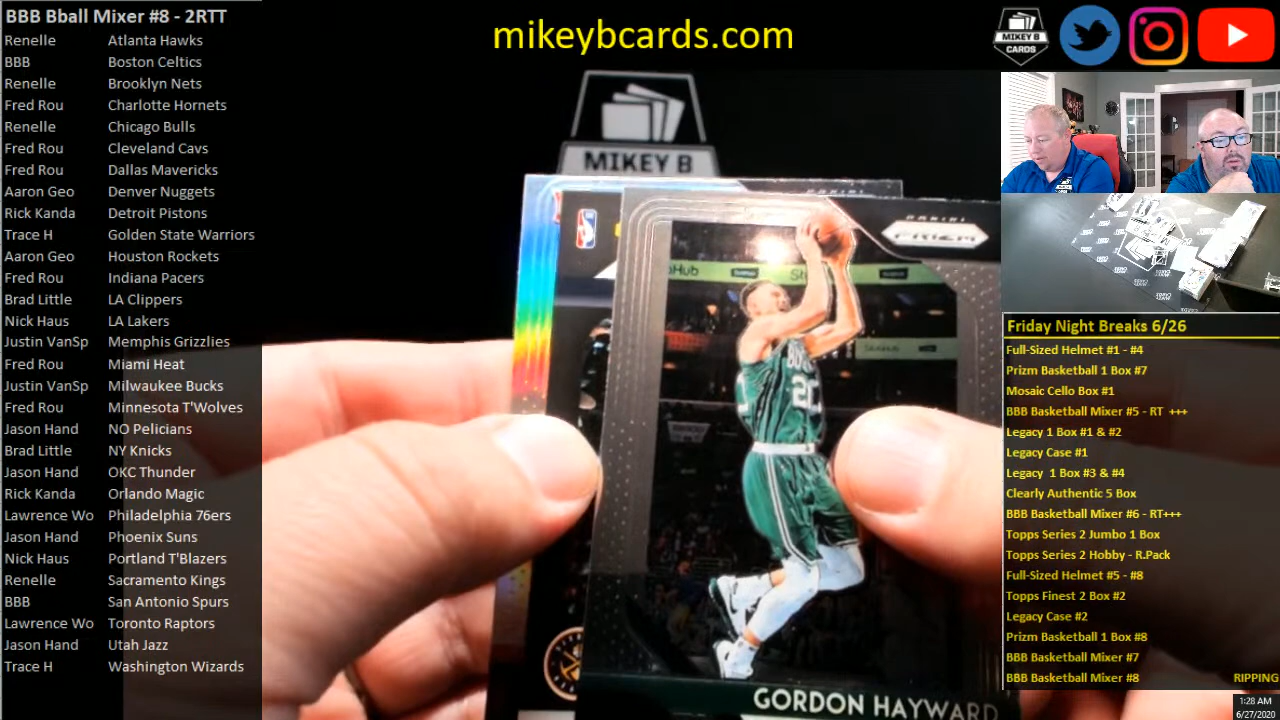 BBB Bball Mixer #8 - 2RTT
Renelle Atlanta Hawks
BBB Boston Celtics
Renelle Brooklyn Nets
Fred Rou Charlotte Hornets
Renelle Chicago Bulls
Fred Rou Cleveland Cavs
Fred Rou Dallas Mavericks
Aaron Geo Denver Nuggets
Rick Kanda Detroit Pistons
Trace H Golden State Warriors
Aaron Geo Houston Rockets
Fred Rou Indiana Pacers
Brad Little LA Clippers
Nick Haus LA Lakers
Justin VanSp Memphis Grizzlies
Fred Rou Miami Heat
Justin VanSp Milwaukee Bucks
Fred Rou Minnesota T'Wolves
Jason Hand NO Pelicians
Brad Little NY Knicks
Jason Hand OKC Thunder
Rick Kanda Orlando Magic
Lawrence Wo Philadelphia 76ers
Jason Hand Phoenix Suns
Nick Haus Portland T'Blazers
Renelle Sacramento Kings
BBB San Antonio Spurs
Lawrence Wo Toronto Raptors
Jason Hand Utah Jazz
Trace H Washington Wizards
mikeybcards.com
MIKEY B
CARDS
MIKEY B
PANINI
PANINI
PRIZM
20
GORDON HAYWARD
Friday Night Breaks 6/26
Full-Sized Helmet #1 - #4
Prizm Basketball 1 Box #7
Mosaic Cello Box #1
BBB Basketball Mixer #5 - RT +++
Legacy 1 Box #1 & #2
Legacy Case #1
Legacy 1 Box #3 & #4
Clearly Authentic 5 Box
BBB Basketball Mixer #6 - RT+++
Topps Series 2 Jumbo 1 Box
Topps Series 2 Hobby - R.Pack
Full-Sized Helmet #5 - #8
Topps Finest 2 Box #2
Legacy Case #2
Prizm Basketball 1 Box #8
BBB Basketball Mixer #7
BBB Basketball Mixer #8 RIPPING
1:28 AM
6/27/2020